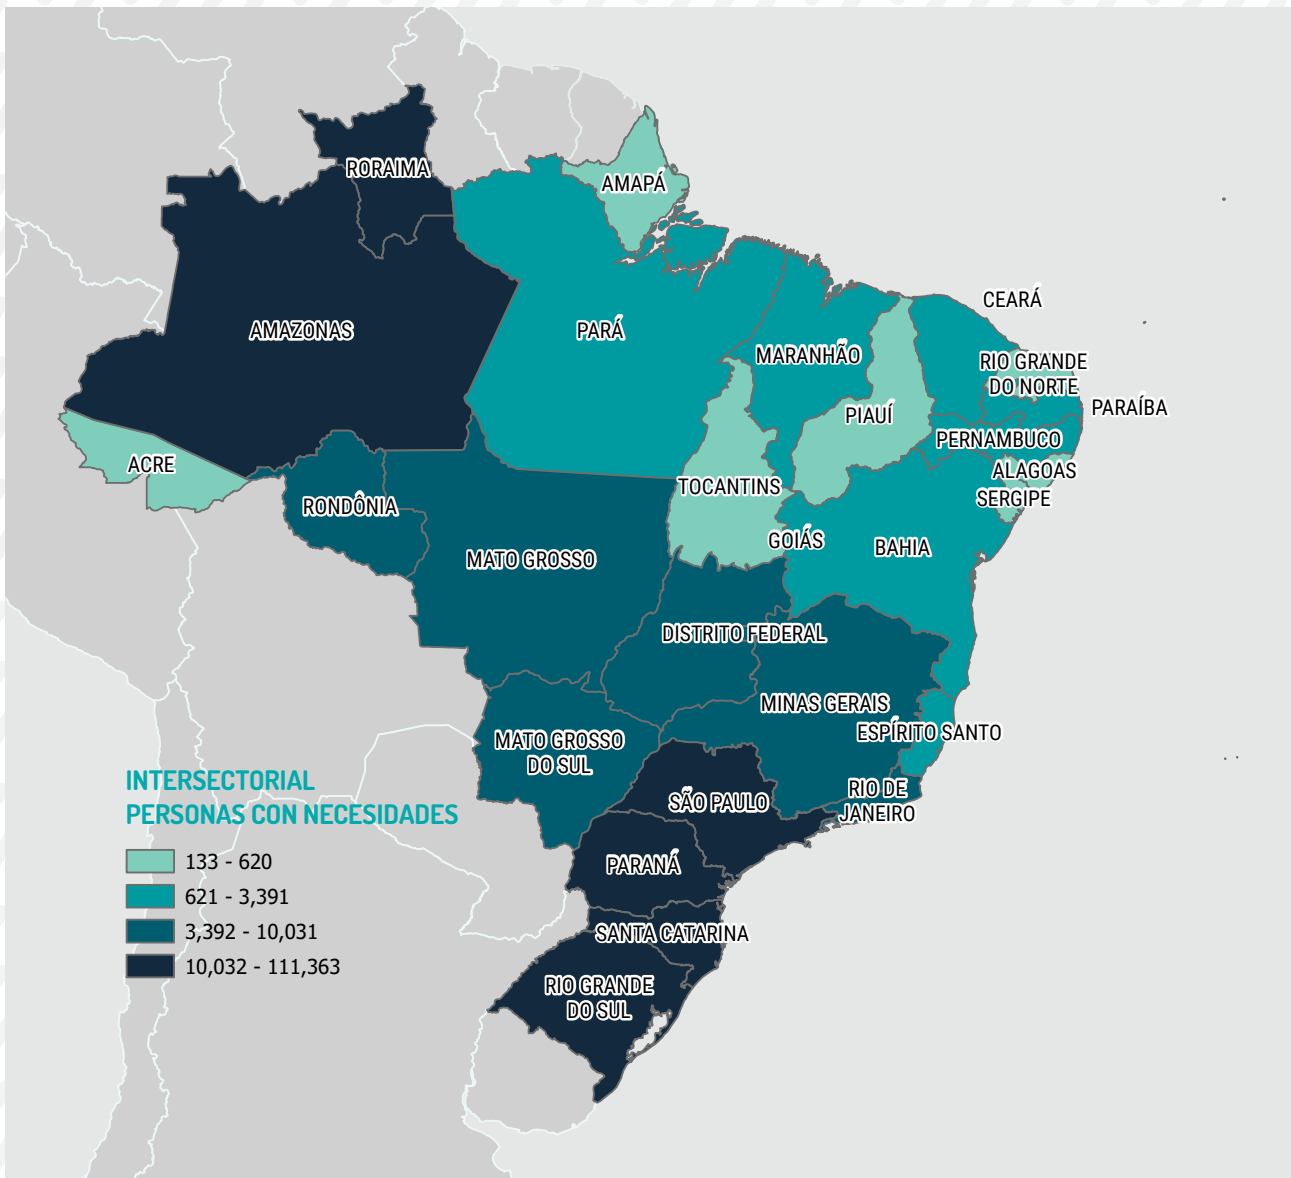 RORAIMA
AMAPÁ
CEARÁ
AMAZONAS
PARÁ
MARANHÃO
RIO GRANDE
DO NORTE
PARAÍBA
PIAUÍ
PERNAMBUCO
ACRE
ALAGOAS
TOCANTINS
SERGIPE
RONDÔNIA
GOIÁS
BAHIA
MATO GROSSO
DISTRITO FEDERAL
MINAS GERAIS
ESPÍRITO SANTO
MATO GROSSO
DO SUL
RIO DE
JANEIRO
SÃO PAULO
PARANÁ
SANTA CATARINA
RIO GRANDE
DO SUL
INTERSECTORIAL
PERSONAS CON NECESIDADES
133 - 620
621 - 3,391
3,392 - 10,031
10,032 - 111,363